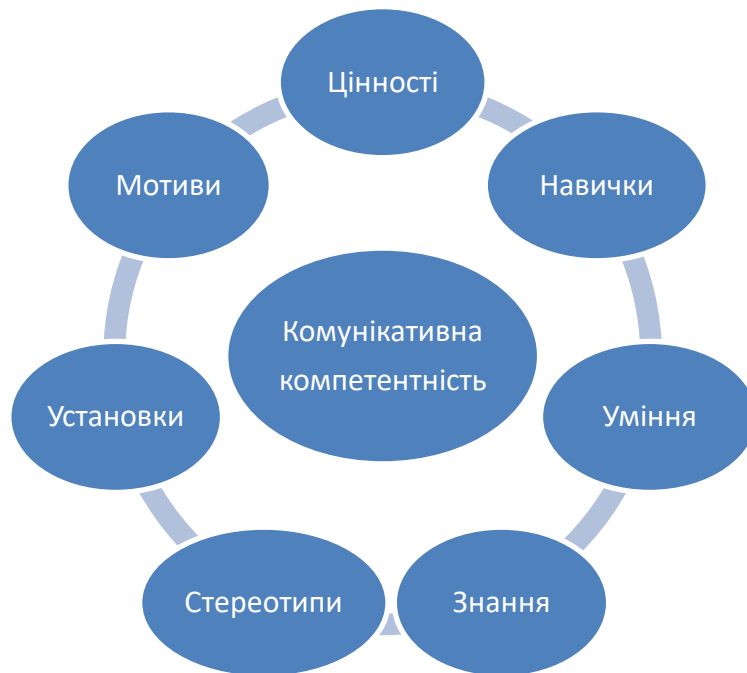 Цінності
Мотиви
Навички
Комунікативна
компетентність
Установки
Уміння
Стереотипи
Знання